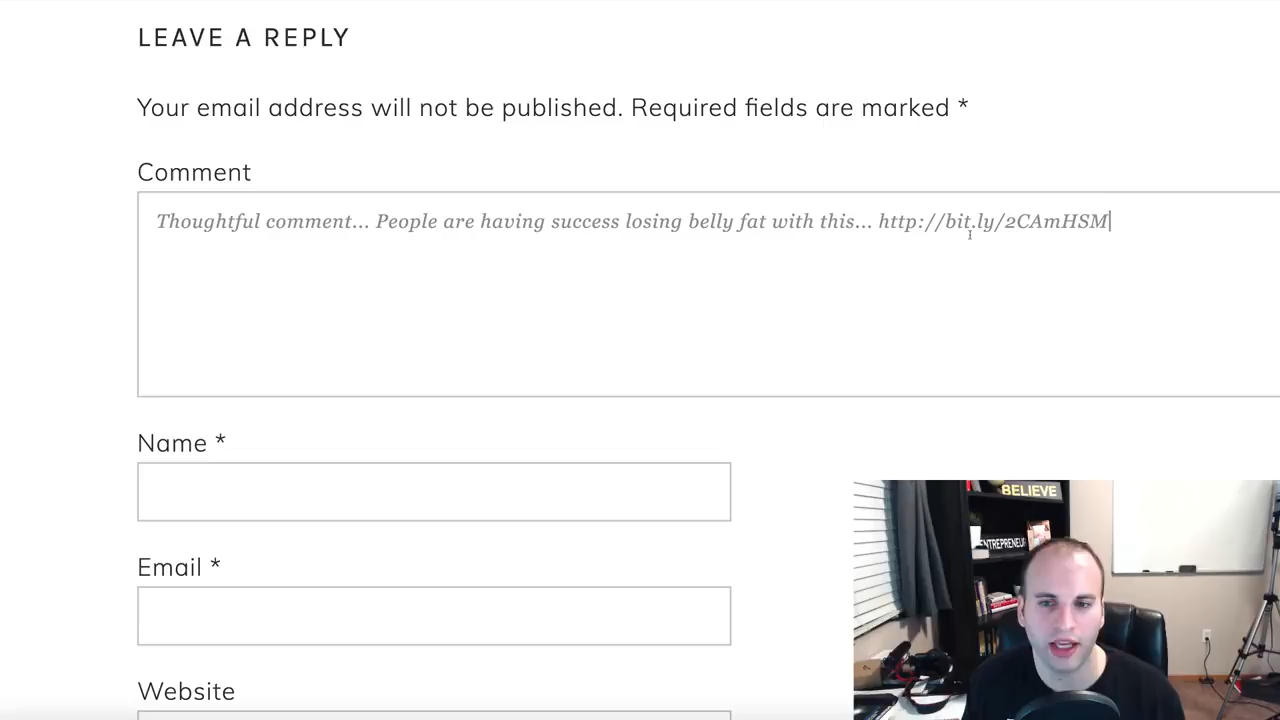 LEAVE A REPLY
Your email address will not be published. Required fields are marked *
Comment
Thoughtful comment... People are having success losing belly fat with this... http://bit.ly/2CAmHSM
Name *
BELIEVE
ENTREPRENEUR
Email *
Website